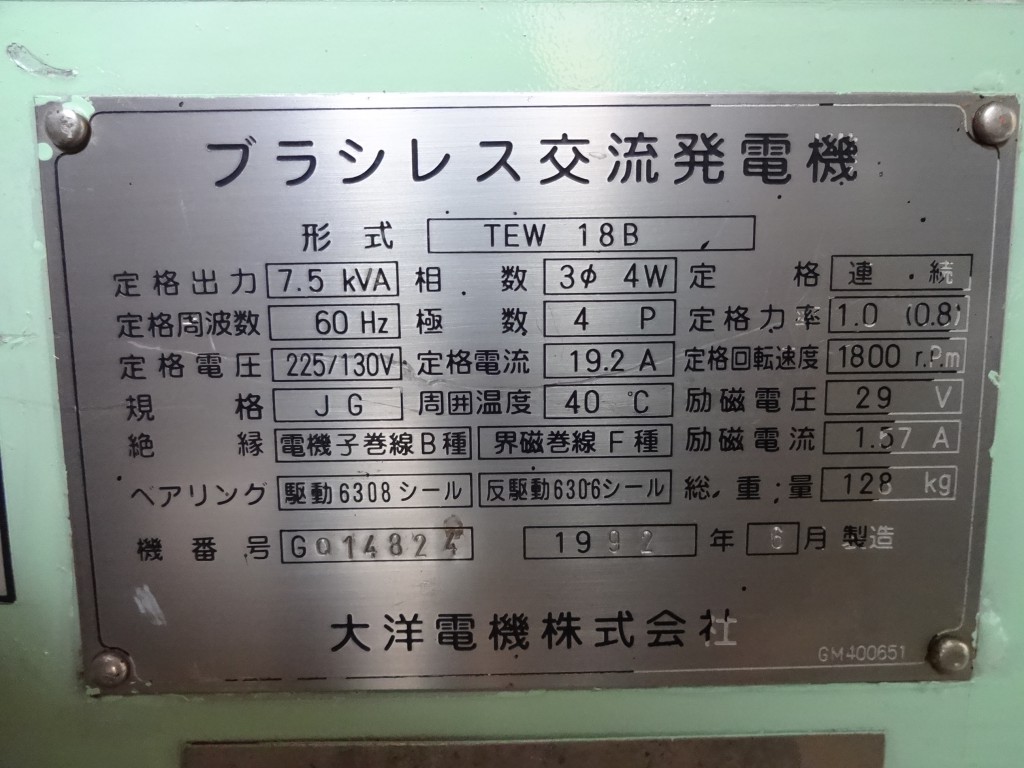 ブラシレス交流発電機
形式 TEW 18B
定格出力 7.5 kVA 相数 3φ 4W 定格 連・続
定格周波数 60 Hz 極数 4 P 定格力率 1.0 (0.8)
定格電圧 225/130V 定格電流 19.2 A 定格回転速度 1800 r.P.m
規格 JG 周囲温度 40 ℃ 励磁電圧 29 V
絶縁 電機子巻線B種 界磁巻線F種 励磁電流 1.57 A
ベアリング 駆動6308シール 反駆動6306シール 総重量 128 kg
機番号 G014824 1992年 6月製造
大洋電機株式会社
GM400651